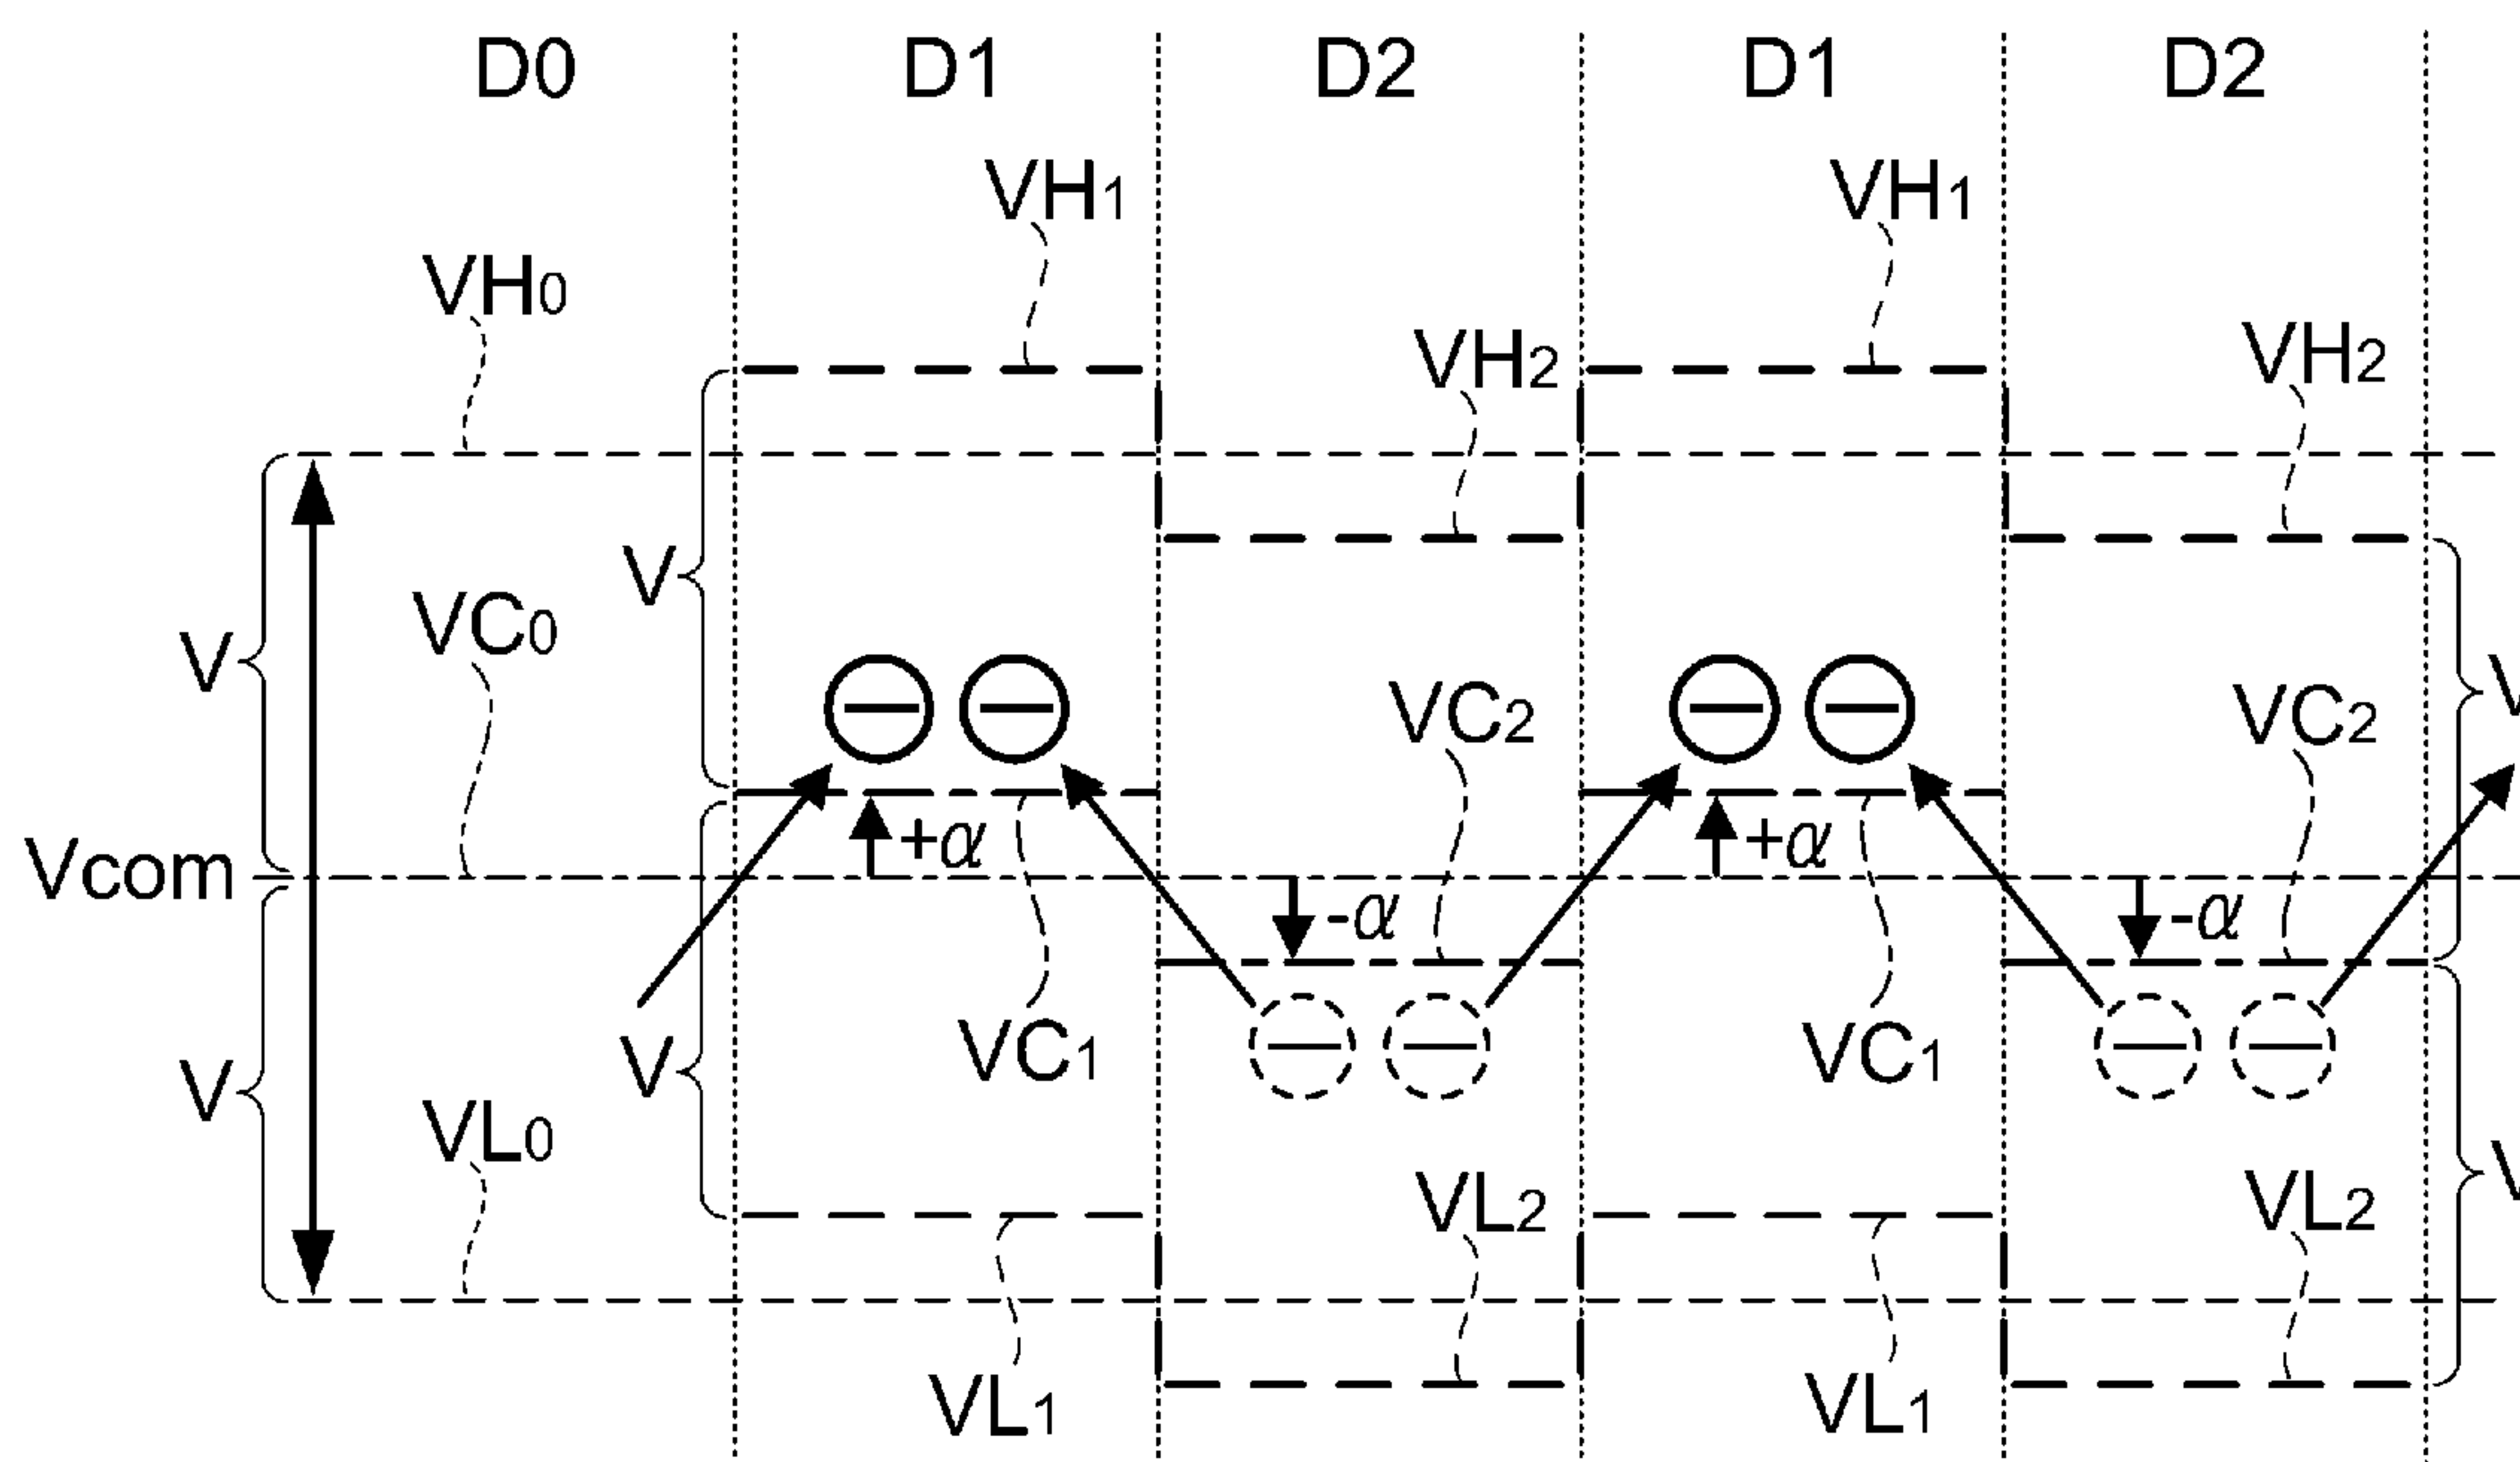 D0 D1 D2 D1 D2
VH1 VH1
VH0
VH2 VH2
V
VC0
V
VC2 VC2
V
Vcom
+α +α
-α -α
V
VC1 VC1
V
VL0
V
VL2 VL2
VL1 VL1